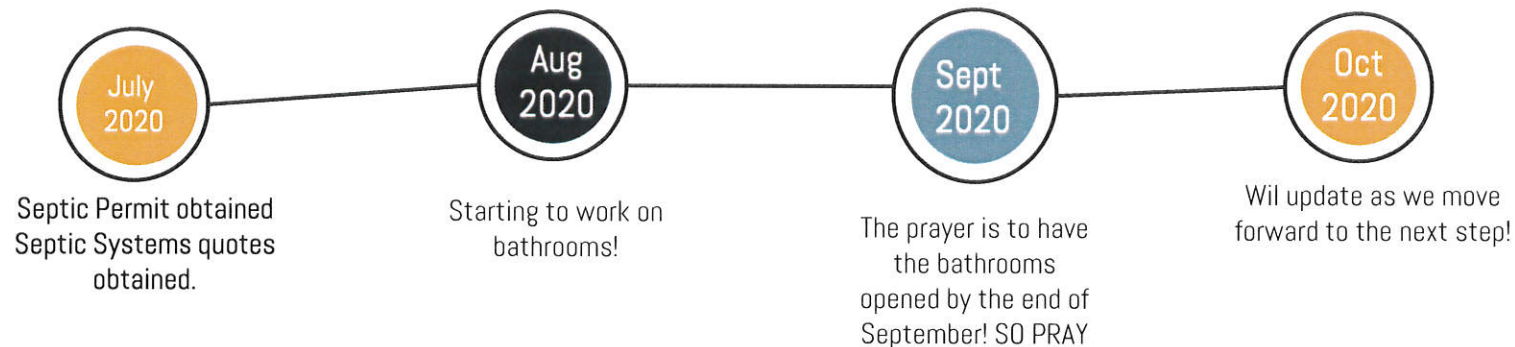 July
2020
Septic Permit obtained
Septic Systems quotes
obtained.
Aug
2020
Starting to work on
bathrooms!
Sept
2020
The prayer is to have
the bathrooms
opened by the end of
September! SO PRAY
Oct
2020
Wil update as we move
forward to the next step!